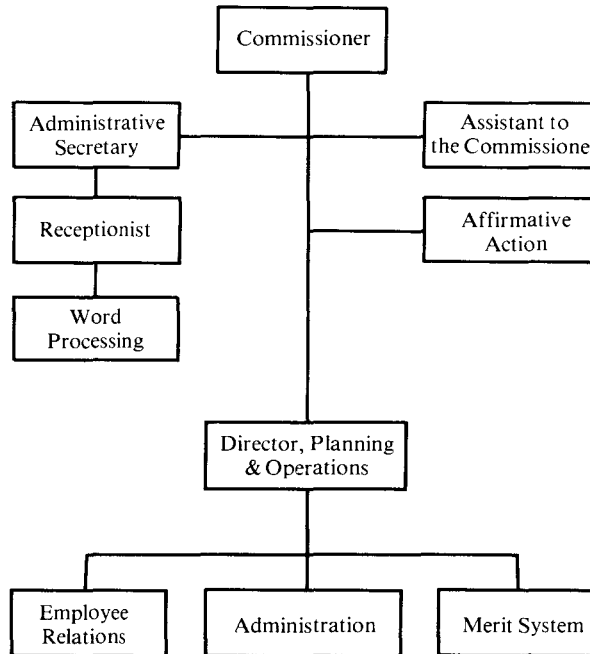 Commissioner
Administrative
Secretary
Assistant to
the Commissione
Receptionist
Affirmative
Action
Word
Processing
Director, Planning
& Operations
Employee
Relations
Administration
Merit System